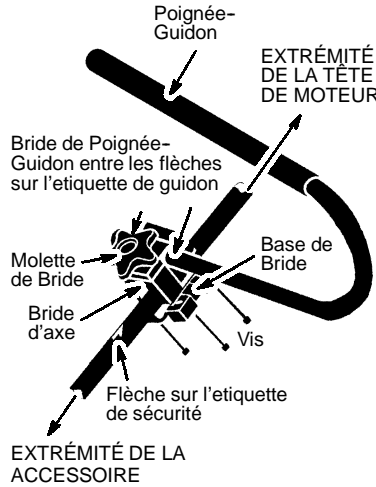 Poignée-
Guidon
EXTRÉMITÉ
DE LA TÊTE
DE MOTEUR
Bride de Poignée-
Guidon entre les flèches
sur l'etiquette de guidon
Molette
de Bride
Base de
Bride
Bride
d'axe
Vis
Flèche sur l'etiquette
de sécurité
EXTRÉMITÉ DE LA
ACCESSOIRE